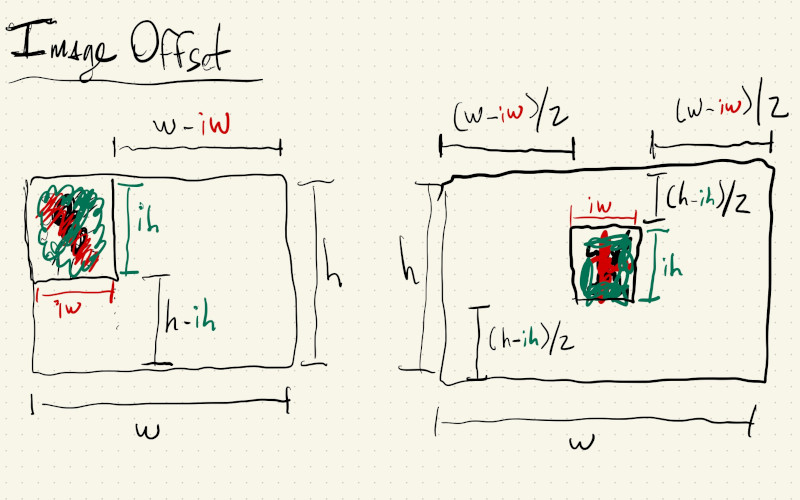 Image Offset
w-iw
ih
iw
h-ih
h
w
(w-iw)/2
(w-iw)/2
(h-ih)/2
iw
ih
h
(h-ih)/2
w